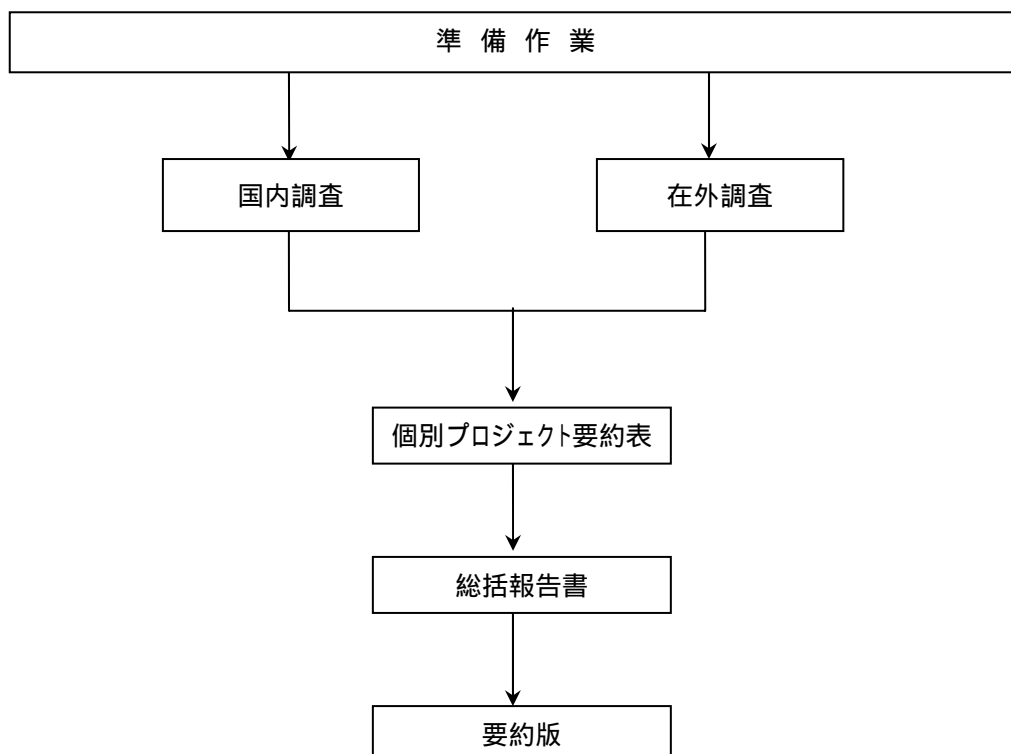 準 備 作 業
国内調査
在外調査
個別プロジェクト要約表
総括報告書
要約版